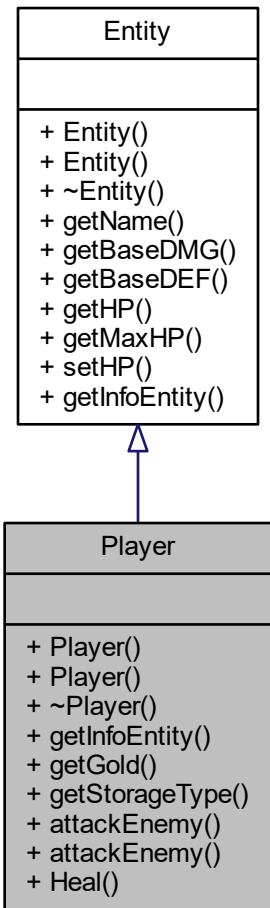 Entity
+ Entity()
+ Entity()
+ ~Entity()
+ getName()
+ getBaseDMG()
+ getBaseDEF()
+ getHP()
+ getMaxHP()
+ setHP()
+ getInfoEntity()
Player
+ Player()
+ Player()
+ ~Player()
+ getInfoEntity()
+ getGold()
+ getStorageType()
+ attackEnemy()
+ attackEnemy()
+ Heal()